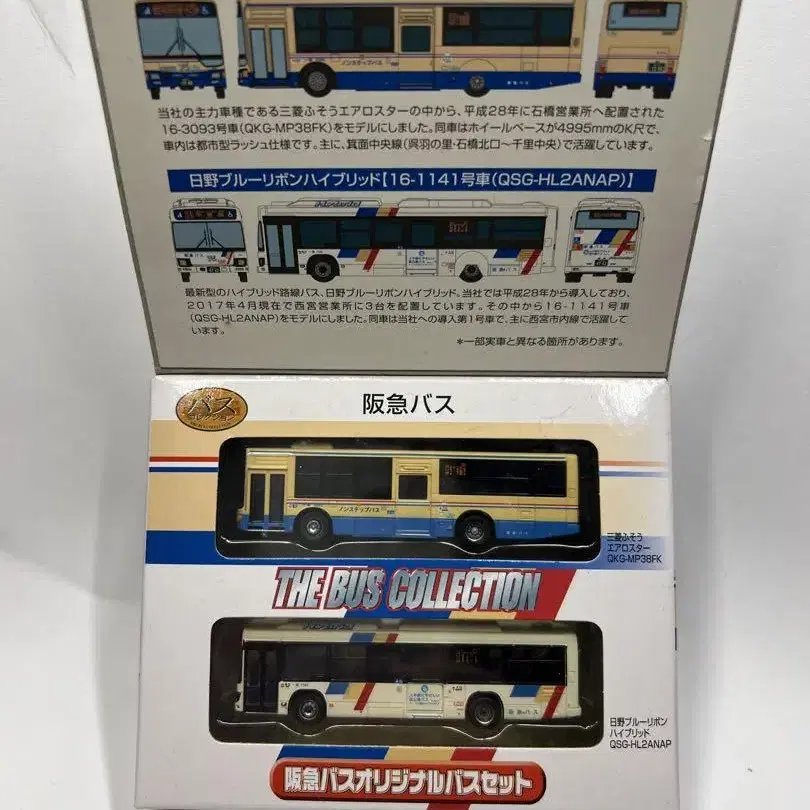 当社の主力車種である三菱ふそうエアロスターの中から、平成28年に石橋営業所へ配置された
16-3093号車(QKG-MP38FK)をモデルにしました。同車はホイールベースが4995mmのK尺で、
車内は都市型ラッシュ仕様です。主に、箕面中央線(呉羽の里・石橋北口～千里中央)で活躍しています。
日野ブルーリボンハイブリッド【16-1141号車(QSG-HL2ANAP)】
最新型のハイブリッド路線バス、日野ブルーリボンハイブリッド。当社では平成28年から導入しており、
2017年4月現在で西宮営業所に3台を配置しています。その中から16-1141号車
(QSG-HL2ANAP)をモデルにしました。同車は当社への導入第1号車で、主に西宮市内線で活躍して
います。
*一部実車と異なる箇所があります。
バス
阪急バス
ノンステップバス
三菱ふそう
エアロスター
QKG-MP38FK
THE BUS COLLECTION
阪急バス
日野ブルーリボン
ハイブリッド
QSG-HL2ANAP
阪急バスオリジナルバスセット